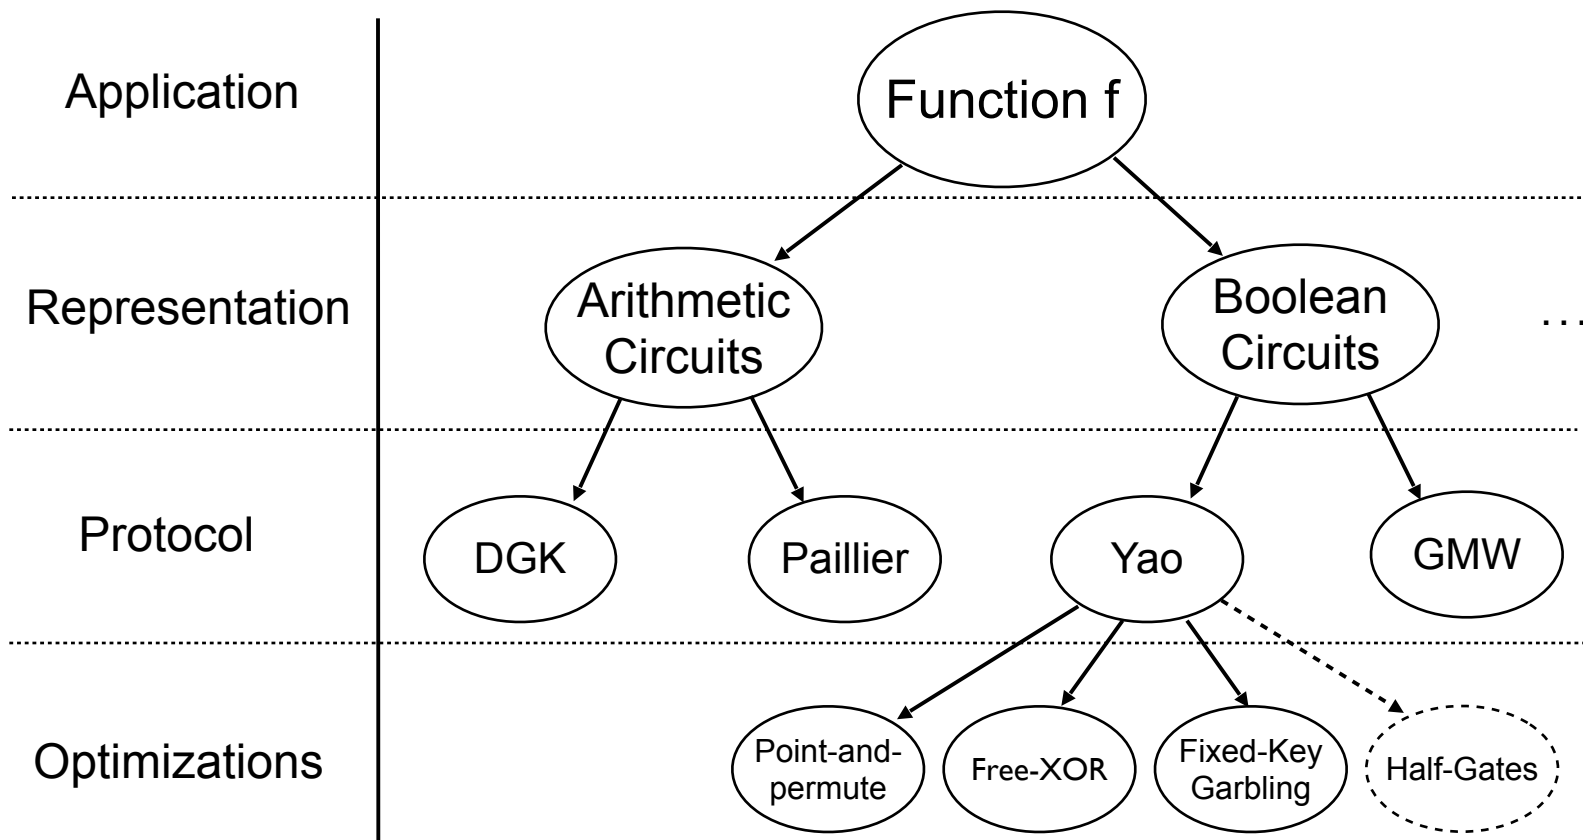 Application
Function f
Representation
Arithmetic
Circuits
Boolean
Circuits
...
Protocol
DGK
Paillier
Yao
GMW
Optimizations
Point-and-
permute
Free-XOR
Fixed-Key
Garbling
Half-Gates